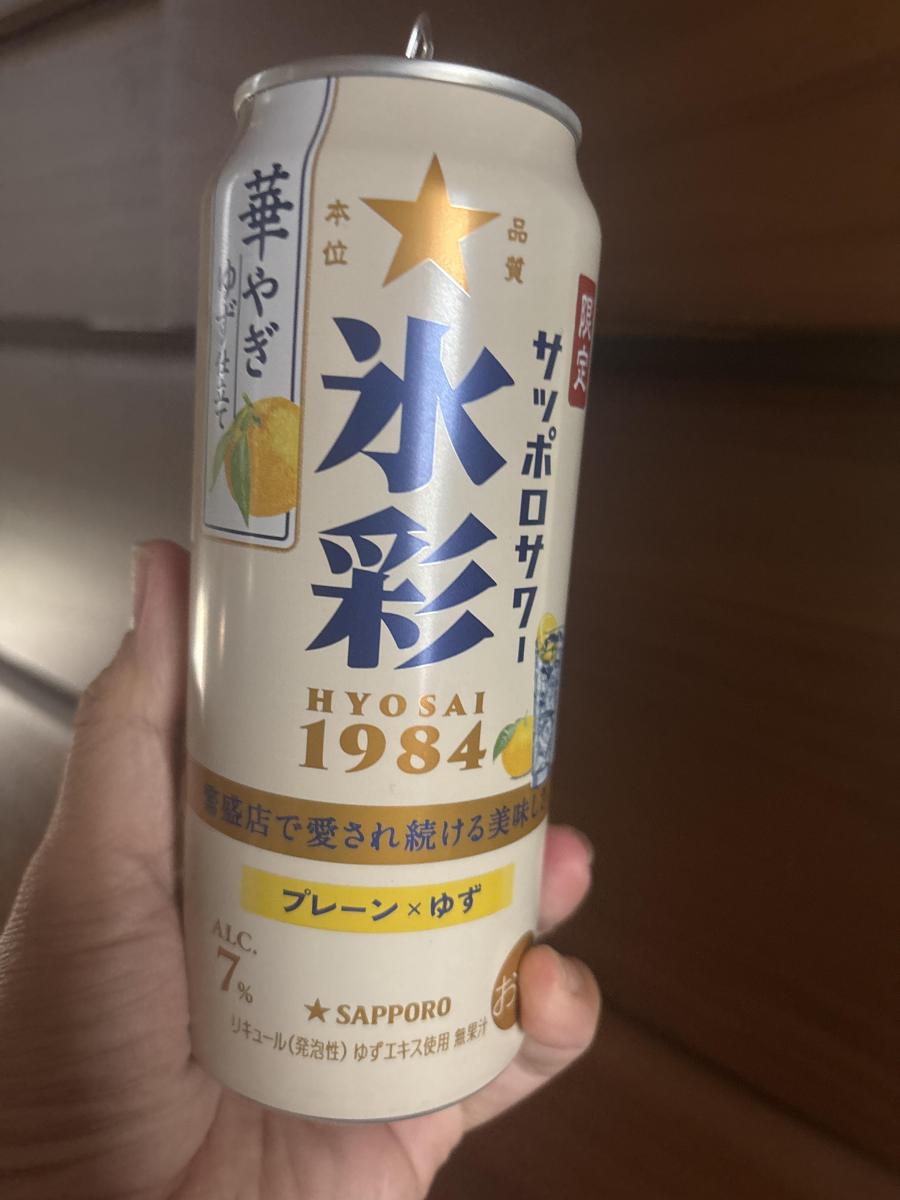 華やぎ
ゆず仕立て
本位
品質
限定
サッポロサワー
氷彩
HYOSAI
1984
繁盛店で愛され続ける美味しさ
プレーン×ゆず
ALC.
7%
★SAPPORO
お
リキュール(発泡性) ゆずエキス使用 無果汁